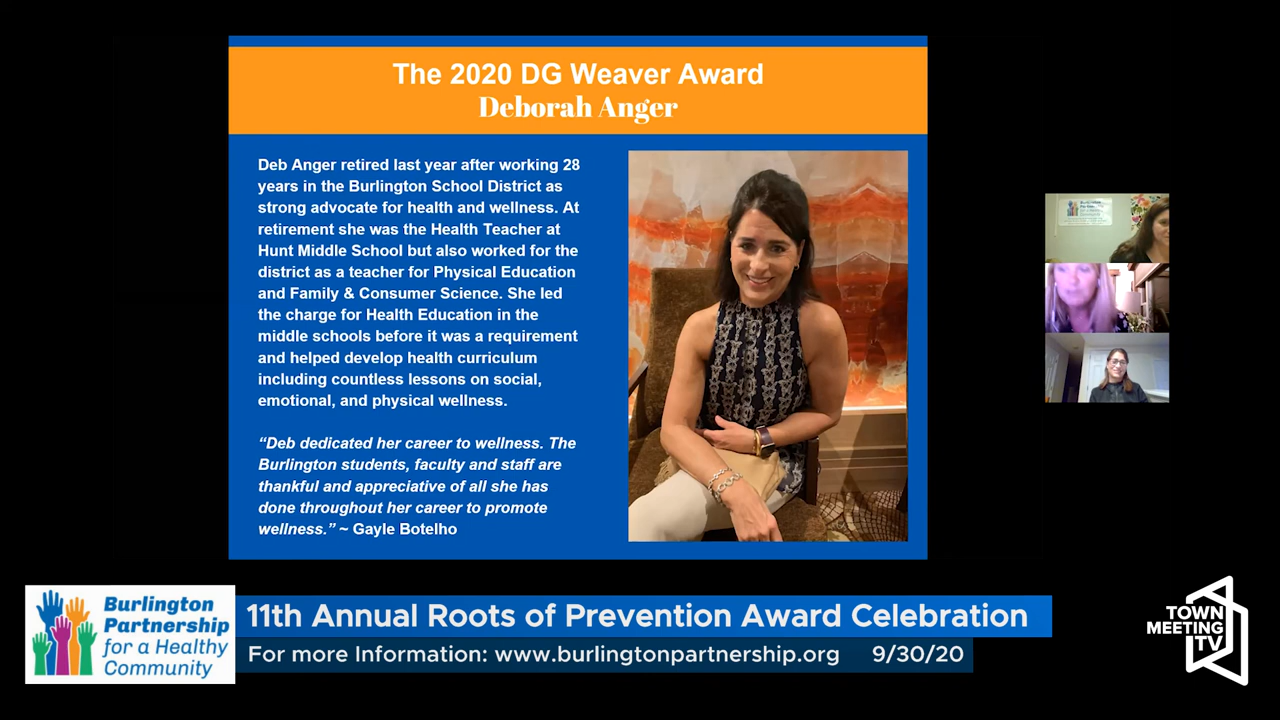 The 2020 DG Weaver Award
Deborah Anger
Deb Anger retired last year after working 28
years in the Burlington School District as
strong advocate for health and wellness. At
retirement she was the Health Teacher at
Hunt Middle School but also worked for the
district as a teacher for Physical Education
and Family & Consumer Science. She led
the charge for Health Education in the
middle schools before it was a requirement
and helped develop health curriculum
including countless lessons on social,
emotional, and physical wellness.
“Deb dedicated her career to wellness. The
Burlington students, faculty and staff are
thankful and appreciative of all she has
done throughout her career to promote
wellness.” ~ Gayle Botelho
Burlington
Partnership
for a Healthy
Community
11th Annual Roots of Prevention Award Celebration
For more Information: www.burlingtonpartnership.org 9/30/20
TOWN
MEETING
TV